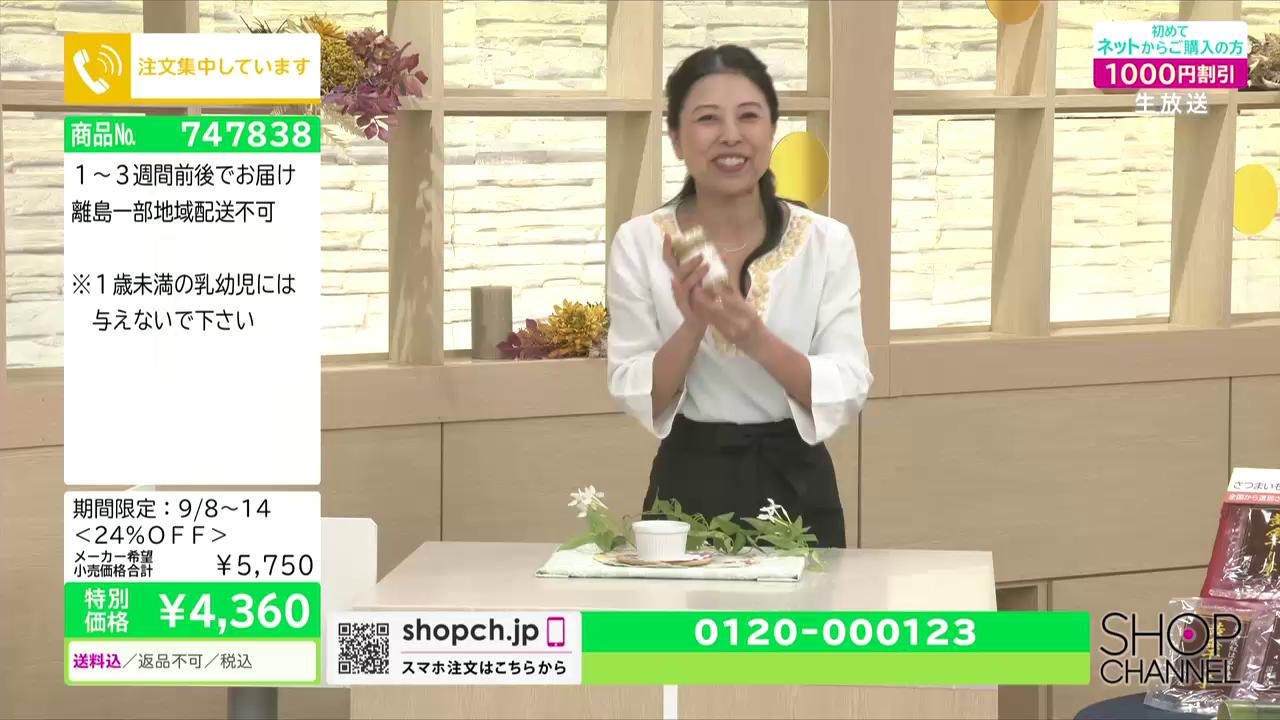 注文集中しています
商品No. 747838
1～3週間前後でお届け
離島一部地域配送不可
※1歳未満の乳幼児には
与えないで下さい
期間限定：9/8～14
＜24%OFF＞
メーカー希望
小売価格合計 ¥5,750
特別
価格 ¥4,360
送料込／返品不可／税込
shopch.jp
スマホ注文はこちらから
0120-000123
初めて
ネットからご購入の方
1000円割引
生放送
さつまいも
SHOP
CHANNEL